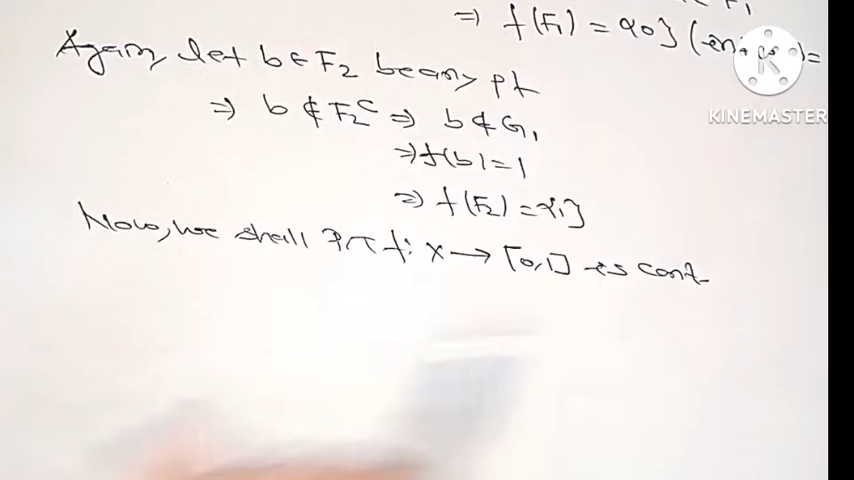 F₁
⇒ f(F₁) = {0}
Again, let b ∈ F₂ be any pt
⇒ b ∉ F₂ᶜ ⇒ b ∉ G₁
⇒ f(b) = 1
⇒ f(F₂) = {1}
Now, we shall P.T f: X → [0,1] is cont
KINEMASTER